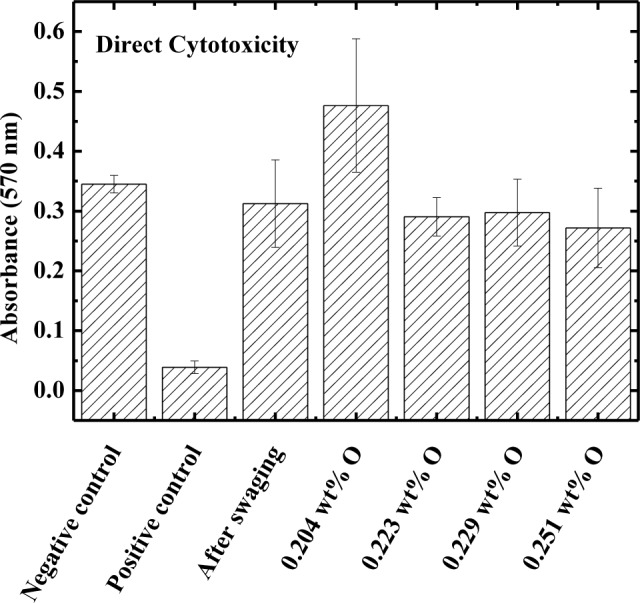 Direct Cytotoxicity
Absorbance (570 nm)
0.6
0.5
0.4
0.3
0.2
0.1
0.0
Negative control
Positive control
After swaging
0.204 wt% O
0.223 wt% O
0.229 wt% O
0.251 wt% O